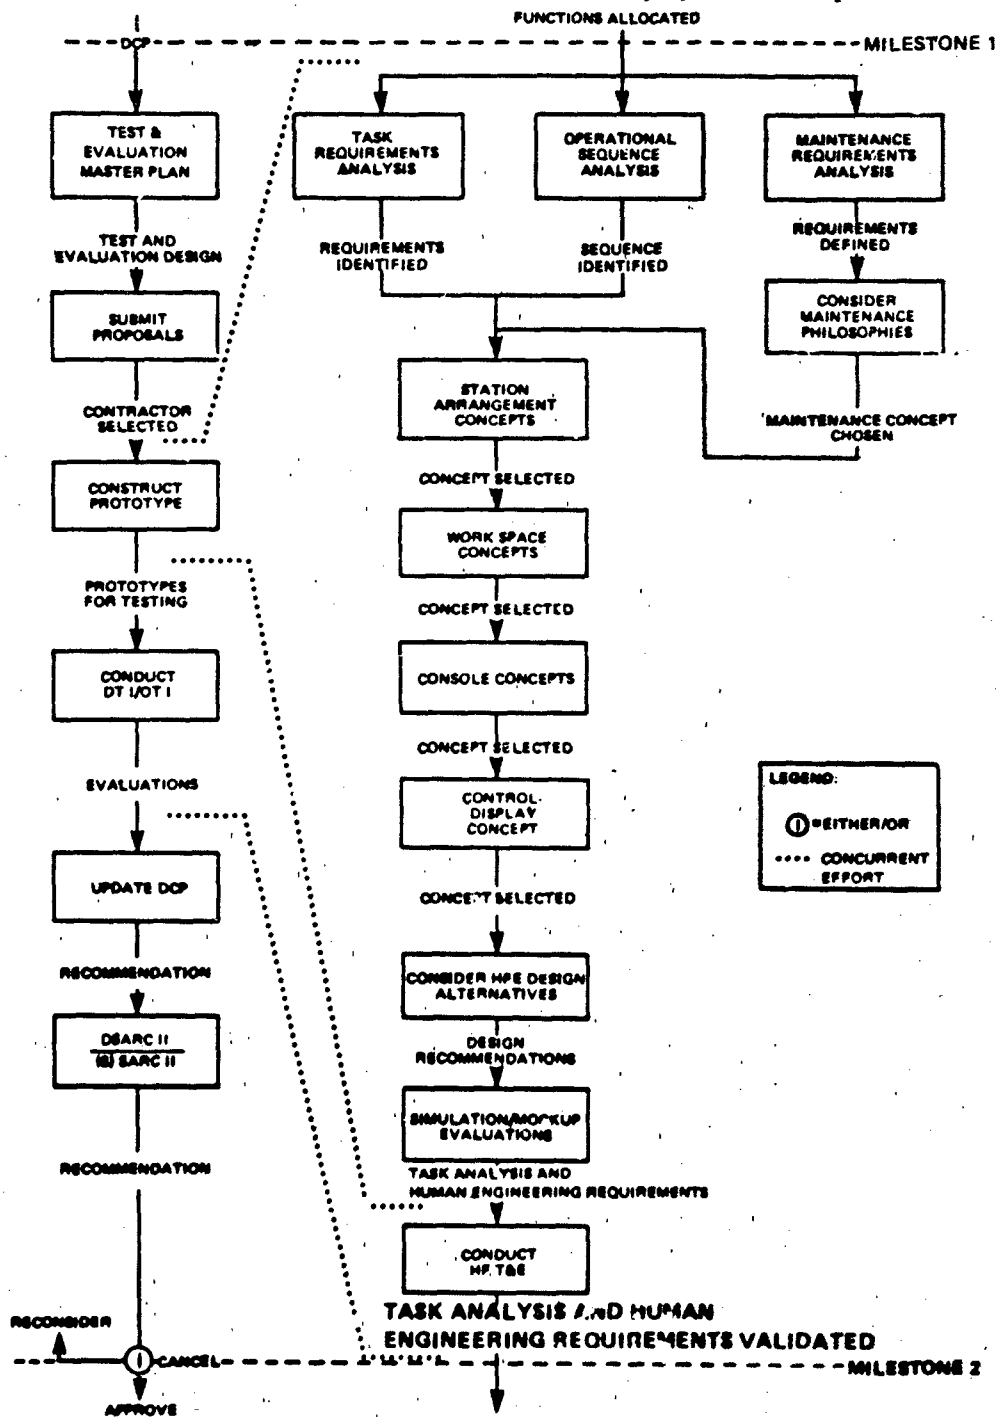 FUNCTIONS ALLOCATED
DCP
MILESTONE 1
TEST &
EVALUATION
MASTER PLAN
TASK
REQUIREMENTS
ANALYSIS
OPERATIONAL
SEQUENCE
ANALYSIS
MAINTENANCE
REQUIREMENTS
ANALYSIS
TEST AND
EVALUATION DESIGN
REQUIREMENTS
IDENTIFIED
SEQUENCE
IDENTIFIED
REQUIREMENTS
DEFINED
SUBMIT
PROPOSALS
CONSIDER
MAINTENANCE
PHILOSOPHIES
STATION
ARRANGEMENT
CONCEPTS
CONTRACTOR
SELECTED
MAINTENANCE CONCEPT
CHOSEN
CONSTRUCT
PROTOTYPE
CONCEPT SELECTED
WORK SPACE
CONCEPTS
PROTOTYPES
FOR TESTING
CONCEPT SELECTED
CONDUCT
DT I/OT I
CONSOLE CONCEPTS
EVALUATIONS
CONCEPT SELECTED
CONTROL-
DISPLAY
CONCEPT
LEGEND:
I =EITHER/OR
.... CONCURRENT
EFFORT
UPDATE DCP
CONCEPT SELECTED
RECOMMENDATION
CONSIDER HFE DESIGN
ALTERNATIVES
DSARC II
(S) SARC II
DESIGN
RECOMMENDATIONS
SIMULATION/MOCKUP
EVALUATIONS
RECOMMENDATION
TASK ANALYSIS AND
HUMAN ENGINEERING REQUIREMENTS
CONDUCT
HF T&E
TASK ANALYSIS AND HUMAN
ENGINEERING REQUIREMENTS VALIDATED
RECONSIDER
I CANCEL
MILESTONE 2
APPROVE